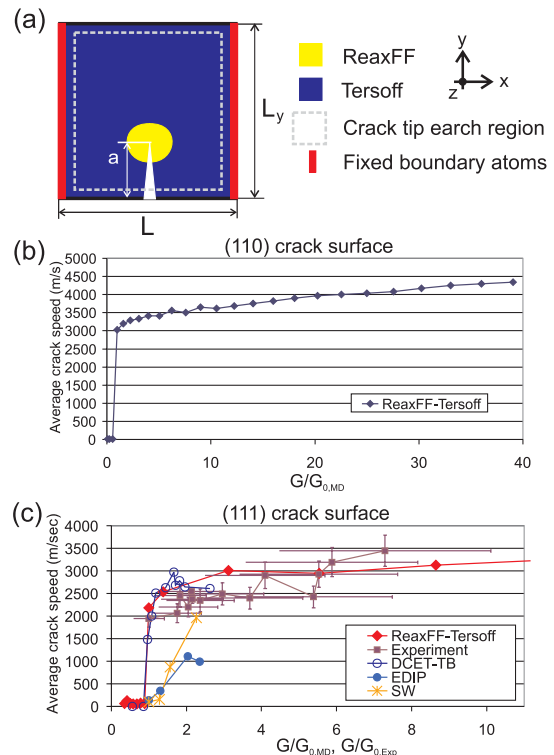 (a)
L
y
a
L
ReaxFF
Tersoff
Crack tip earch region
Fixed boundary atoms
y
z
x
(b)
(110) crack surface
Average crack speed (m/s)
5000
4500
4000
3500
3000
2500
2000
1500
1000
500
0
ReaxFF-Tersoff
0 10 20 30 40
G/G0,MD
(c)
(111) crack surface
Average crack speed (m/sec)
4000
3500
3000
2500
2000
1500
1000
500
0
ReaxFF-Tersoff
Experiment
DCET-TB
EDIP
SW
0 2 4 6 8 10
G/G0,MD, G/G0,Exp